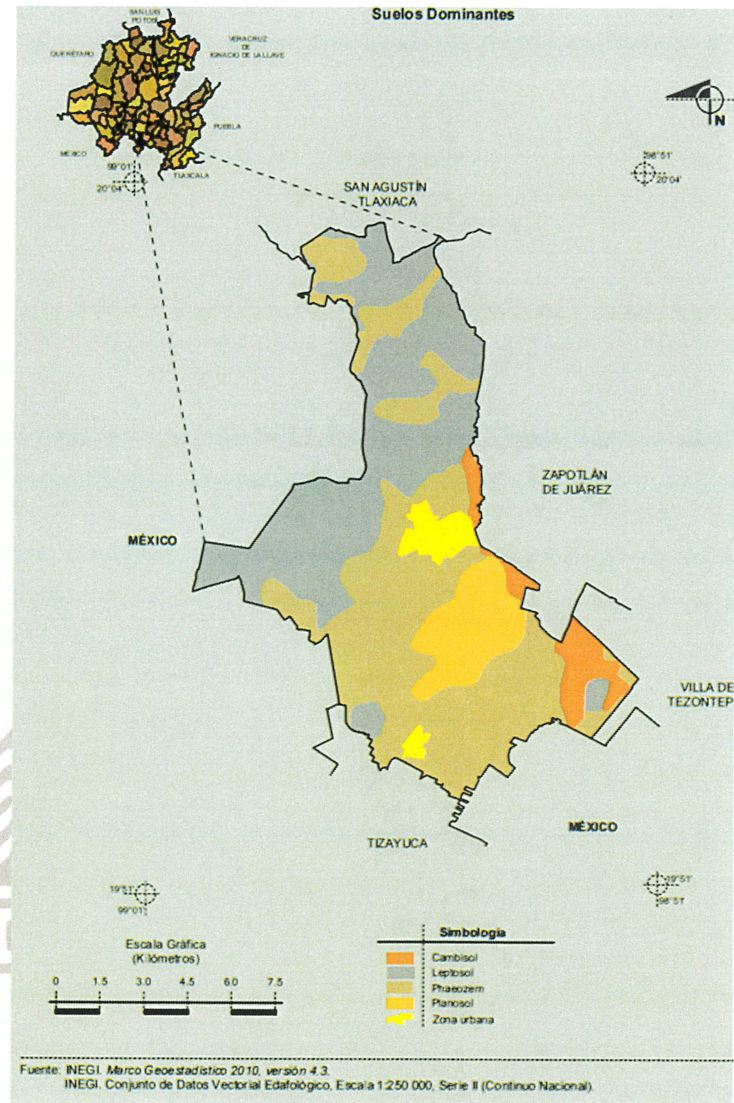 Suelos Dominantes
SAN LUIS
POTOSÍ
QUERÉTARO
VERACRUZ
DE
IGNACIO DE LA LLAVE
PUEBLA
MÉXICO
TLAXCALA
N
99°01'
20°04'
98°51'
20°04'
SAN AGUSTÍN
TLAXIACA
ZAPOTLÁN
DE JUÁREZ
MÉXICO
VILLA DE
TEZONTEP
TIZAYUCA
MÉXICO
19°51'
99°01'
19°51'
98°51'
Escala Gráfica
(Kilómetros)
0 1.5 3.0 4.5 6.0 7.5
Simbología
Cambisol
Leptosol
Phaeozem
Planosol
Zona urbana
Fuente: INEGI. Marco Geoestadístico 2010, versión 4.3.
INEGI. Conjunto de Datos Vectorial Edafológico, Escala 1:250 000, Serie II (Continuo Nacional).